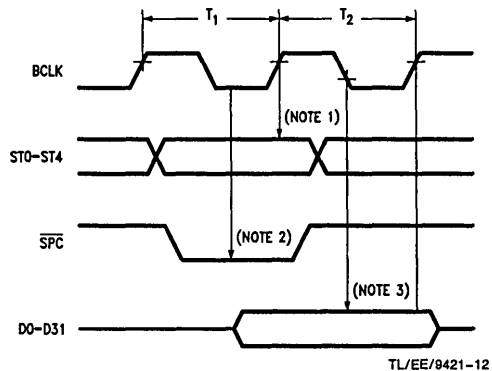 T1 T2
BCLK
(NOTE 1)
ST0-ST4
SPC
(NOTE 2)
(NOTE 3)
D0-D31
TL/EE/9421-12